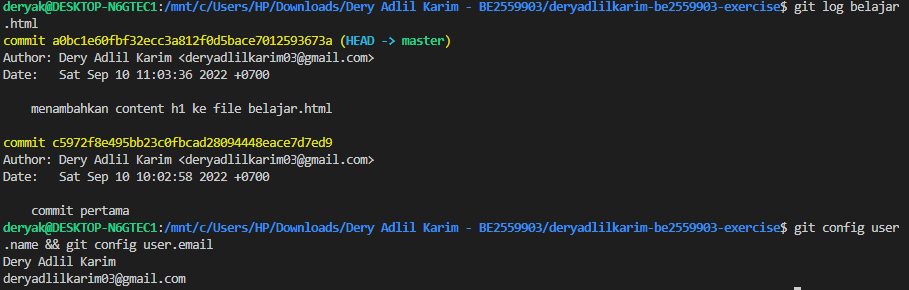 deryak@DESKTOP-N6GTEC1:/mnt/c/Users/HP/Downloads/Dery Adlil Karim - BE2559903/deryadlilkarim-be2559903-exercise$ git log belajar
.html
commit a0bc1e60fbf32ecc3a812f0d5bace7012593673a (HEAD -> master)
Author: Dery Adlil Karim <deryadlilkarim03@gmail.com>
Date:   Sat Sep 10 11:03:36 2022 +0700
    menambahkan content h1 ke file belajar.html
commit c5972f8e495bb23c0fbcad28094448eace7d7ed9
Author: Dery Adlil Karim <deryadlilkarim03@gmail.com>
Date:   Sat Sep 10 10:02:58 2022 +0700
    commit pertama
deryak@DESKTOP-N6GTEC1:/mnt/c/Users/HP/Downloads/Dery Adlil Karim - BE2559903/deryadlilkarim-be2559903-exercise$ git config user
.name && git config user.email
Dery Adlil Karim
deryadlilkarim03@gmail.com